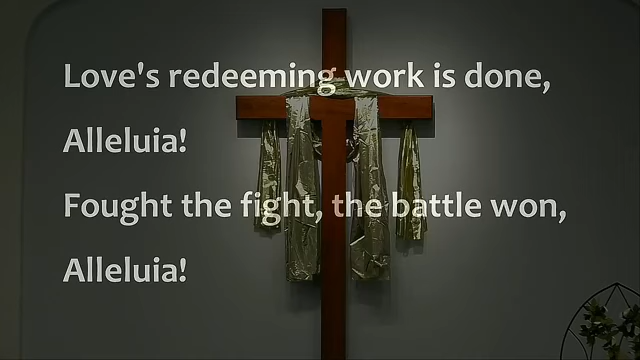 Love's redeeming work is done,
Alleluia!
Fought the fight, the battle won,
Alleluia!